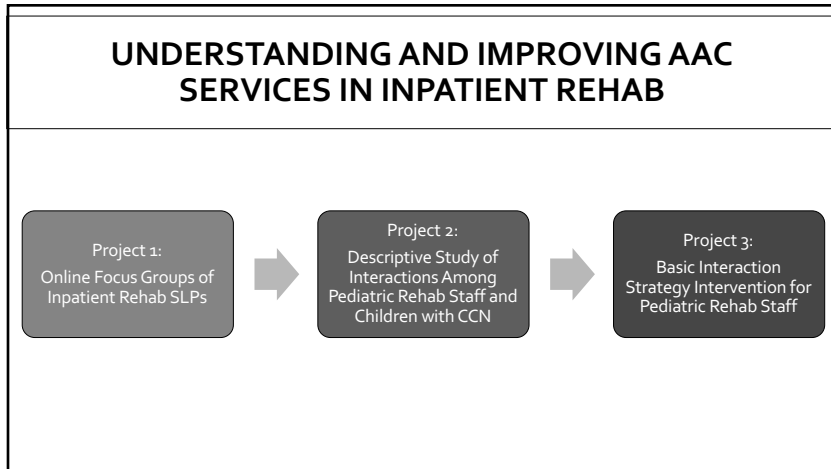 UNDERSTANDING AND IMPROVING AAC
SERVICES IN INPATIENT REHAB
Project 1:
Online Focus Groups of
Inpatient Rehab SLPs
Project 2:
Descriptive Study of
Interactions Among
Pediatric Rehab Staff and
Children with CCN
Project 3:
Basic Interaction
Strategy Intervention for
Pediatric Rehab Staff